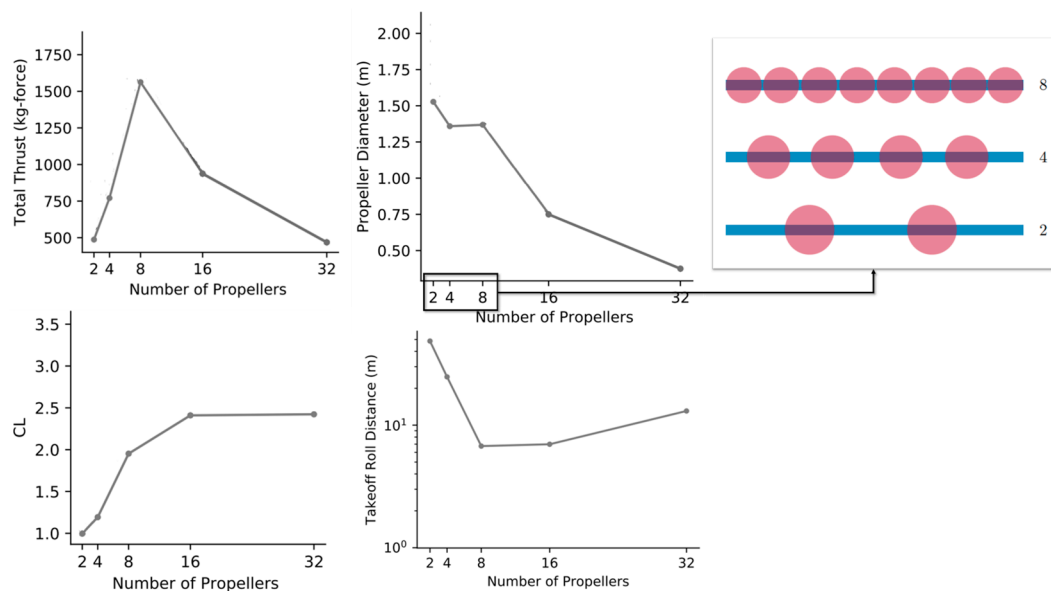 Total Thrust (kg-force)
1750
1500
1250
1000
750
500
2 4 8 16 32
Number of Propellers
Propeller Diameter (m)
2.00
1.75
1.50
1.25
1.00
0.75
0.50
2 4 8 16 32
Number of Propellers
8
4
2
CL
3.5
3.0
2.5
2.0
1.5
1.0
2 4 8 16 32
Number of Propellers
Takeoff Roll Distance (m)
10¹
10⁰
2 4 8 16 32
Number of Propellers